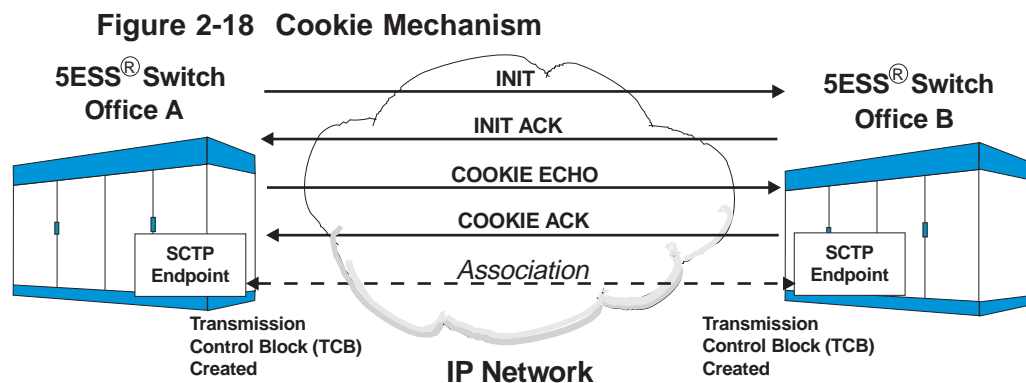 Figure 2-18 Cookie Mechanism
5ESS® Switch
Office A
INIT
5ESS® Switch
Office B
INIT ACK
COOKIE ECHO
COOKIE ACK
SCTP
Endpoint
Association
SCTP
Endpoint
Transmission
Control Block (TCB)
Created
IP Network
Transmission
Control Block (TCB)
Created